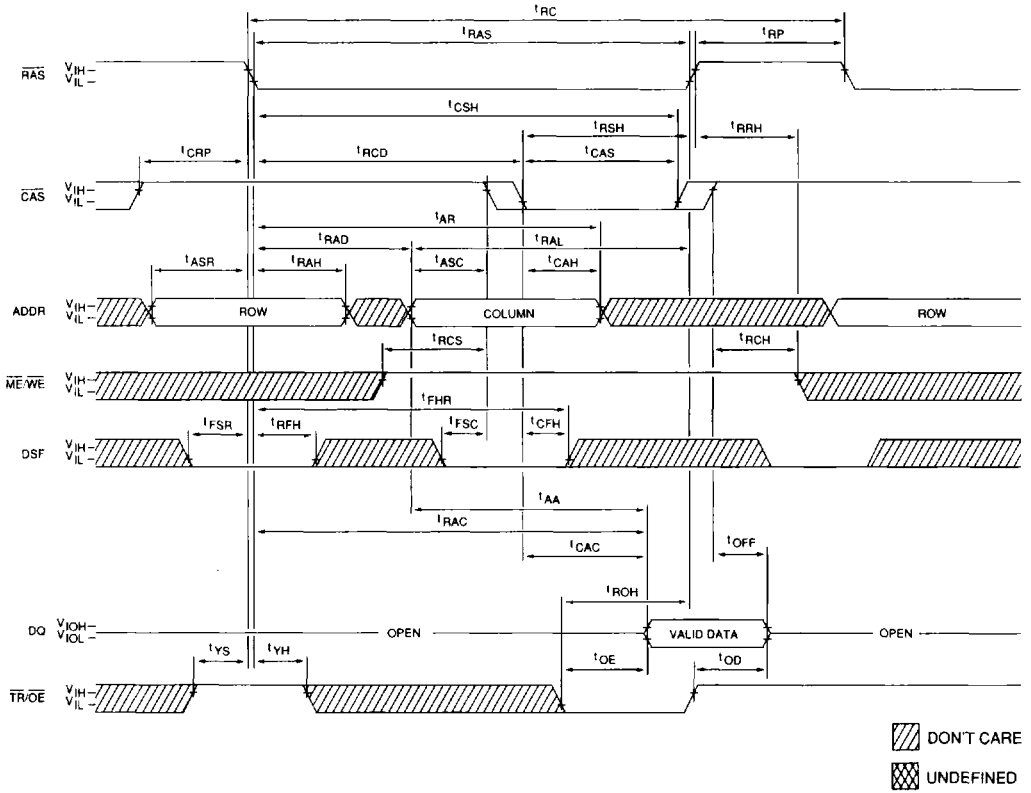 tRC
tRAS
tRP
RAS VIH
VIL
tCSH
tRSH
tRRH
tCRP
tRCD
tCAS
CAS VIH
VIL
tAR
tRAD
tRAL
tASR
tRAH
tASC
tCAH
ADDR VIH
VIL
ROW
COLUMN
ROW
tRCS
tRCH
ME/WE VIH
VIL
tFHR
tFSR
tRFH
tFSC
tCFH
DSF VIH
VIL
tAA
tRAC
tCAC
tOFF
tROH
DQ VIOH
VIOL
OPEN
VALID DATA
OPEN
tYS
tYH
tOE
tOD
TR/OE VIH
VIL
DON'T CARE
UNDEFINED